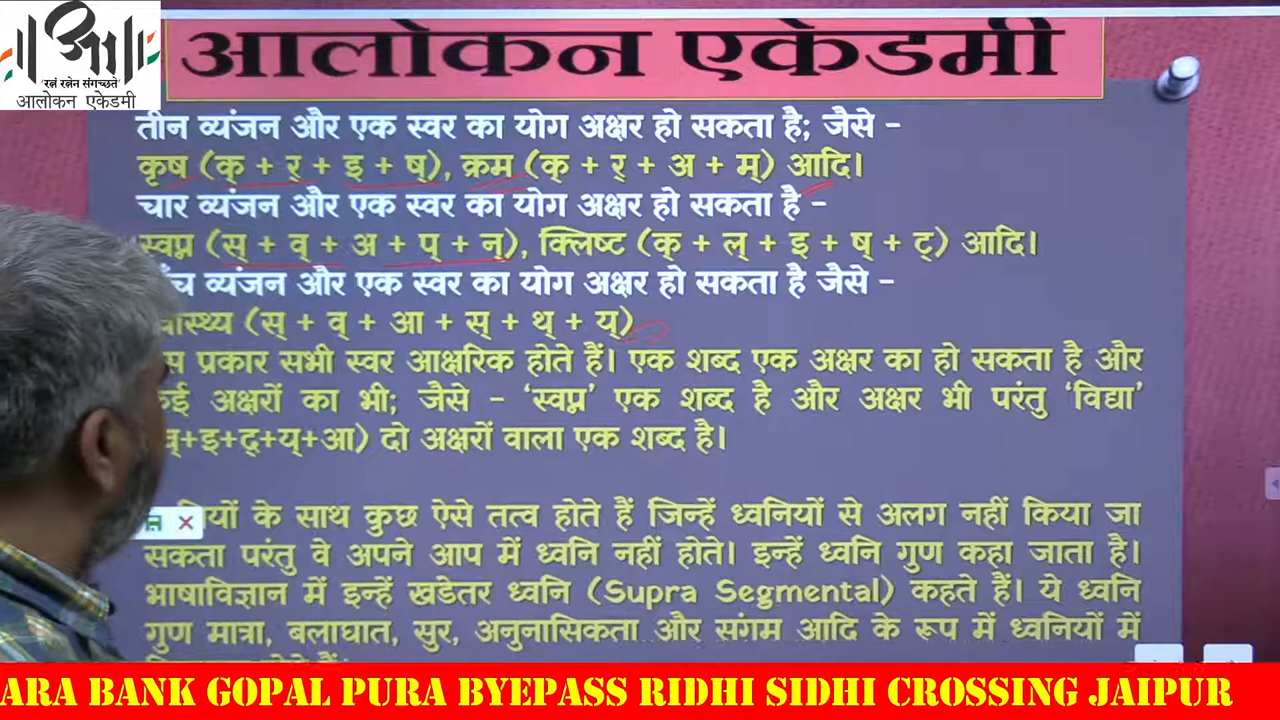 आ
'रत्नं रत्नेन संगच्छते'
आलोकन एकेडमी
आलोकन एकेडमी
तीन व्यंजन और एक स्वर का योग अक्षर हो सकता है; जैसे –
कृष (क् + र् + इ + ष्), क्रम (क् + र् + अ + म्) आदि।
चार व्यंजन और एक स्वर का योग अक्षर हो सकता है –
स्वप्न (स् + व् + अ + प् + न्), क्लिष्ट (क् + ल् + इ + ष् + ट्) आदि।
व्यंजन और एक स्वर का योग अक्षर हो सकता है जैसे –
(स् + व् + आ + स् + थ् + य्)
प्रकार सभी स्वर आक्षरिक होते हैं। एक शब्द एक अक्षर का हो सकता है और
अक्षरों का भी; जैसे – 'स्वप्न' एक शब्द है और अक्षर भी परंतु 'विद्या'
व्+इ+द्+य्+आ) दो अक्षरों वाला एक शब्द है।
के साथ कुछ ऐसे तत्व होते हैं जिन्हें ध्वनियों से अलग नहीं किया जा
सकता परंतु वे अपने आप में ध्वनि नहीं होते। इन्हें ध्वनि गुण कहा जाता है।
भाषाविज्ञान में इन्हें खडेतर ध्वनि (Supra Segmental) कहते हैं। ये ध्वनि
गुण मात्रा, बलाघात, सुर, अनुनासिकता और संगम आदि के रूप में ध्वनियों में
ARA BANK GOPAL PURA BYEPASS RIDHI SIDHI CROSSING JAIPUR